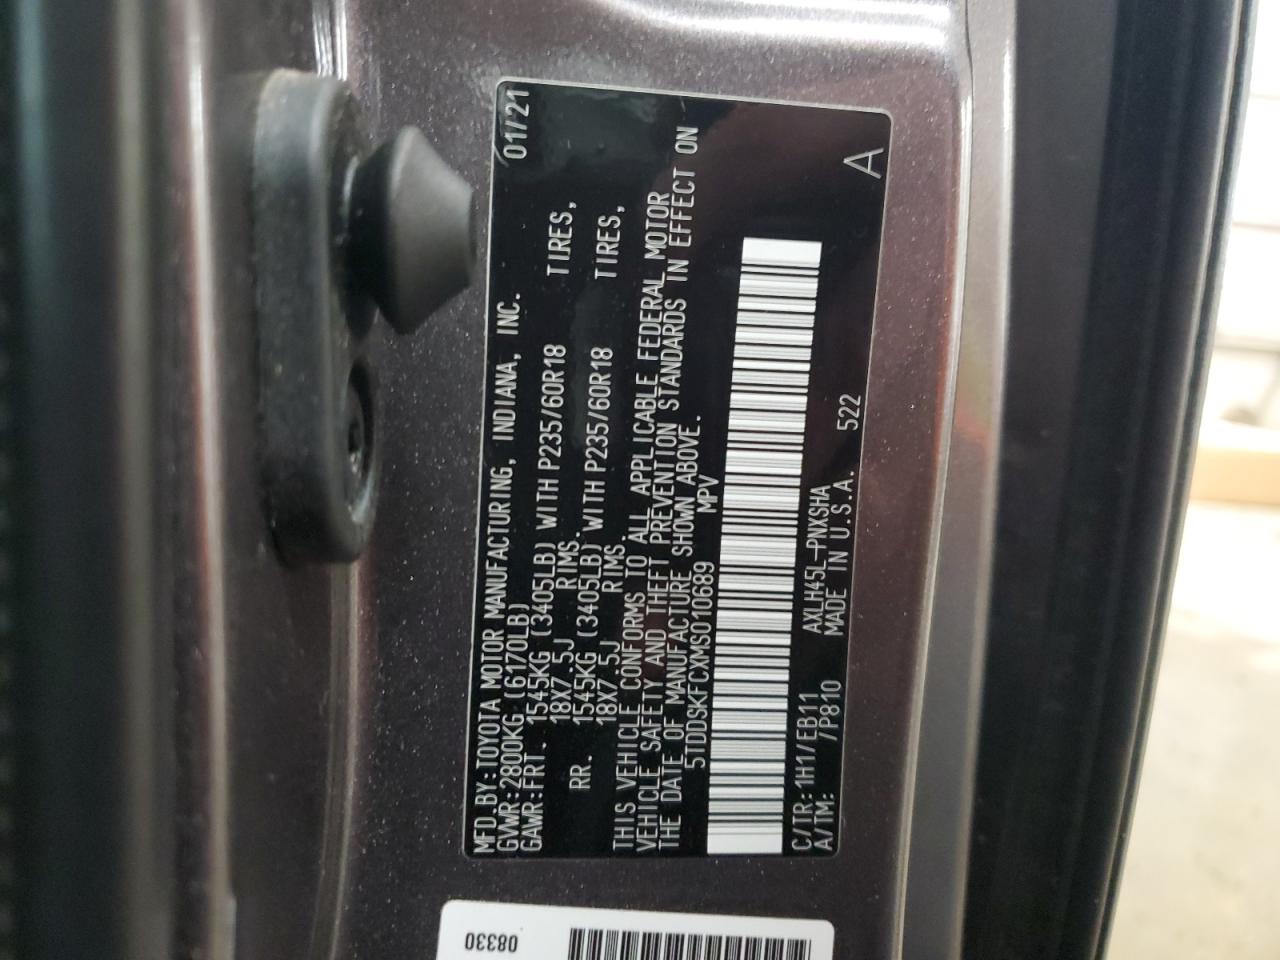 MFD.BY:TOYOTA MOTOR MANUFACTURING, INDIANA, INC. 01/21
GVWR:2800KG(6170LB)
GAWR:FRT. 1545KG (3405LB) WITH P235/60R18 TIRES,
18X7.5J RIMS.
RR. 1545KG (3405LB) WITH P235/60R18 TIRES,
18X7.5J RIMS.
THIS VEHICLE CONFORMS TO ALL APPLICABLE FEDERAL MOTOR
VEHICLE SAFETY AND THEFT PREVENTION STANDARDS IN EFFECT ON
THE DATE OF MANUFACTURE SHOWN ABOVE.
5TDDSKFCXMS010689 MPV
C/TR:1H1/EB11 AXLH45L-PNXSHA
A/TM: /P810 MADE IN U.S.A. 522
A
08330